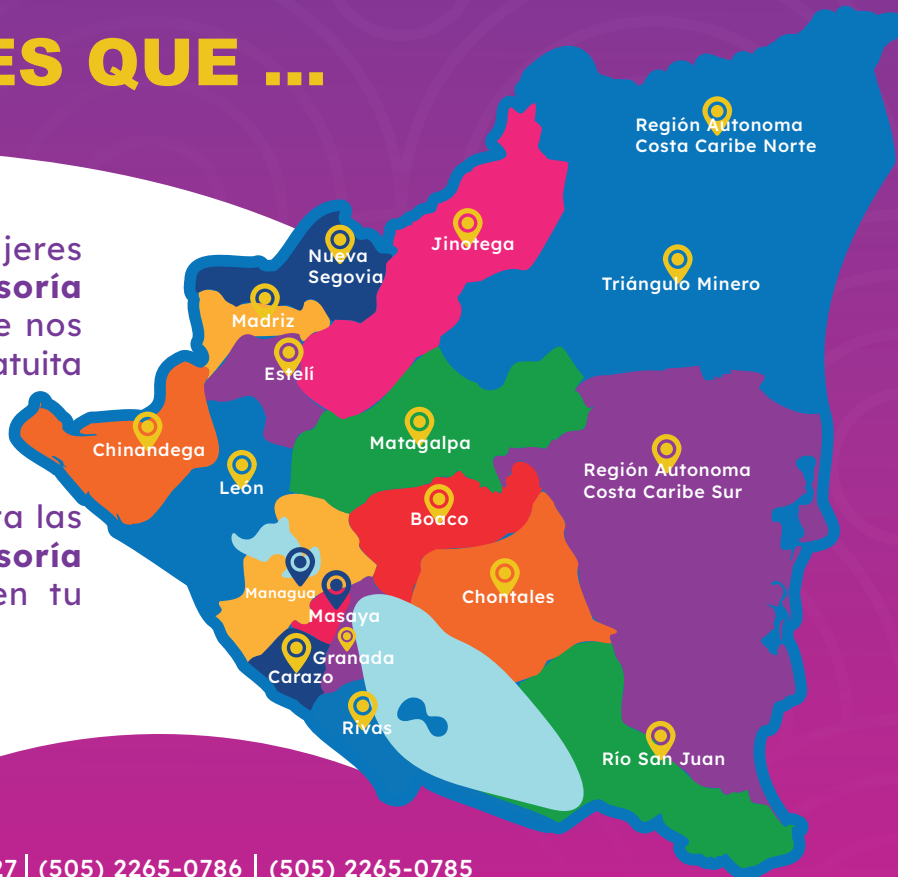 ES QUE ...
jeres
soría
e nos
atuita
ra las
soría
en tu
Región Autonoma
Costa Caribe Norte
Triángulo Minero
Jinotega
Nueva
Segovia
Madriz
Estelí
Chinandega
León
Matagalpa
Región Autonoma
Costa Caribe Sur
Boaco
Chontales
Managua
Masaya
Granada
Carazo
Rivas
Río San Juan
27 | (505) 2265-0786 | (505) 2265-0785